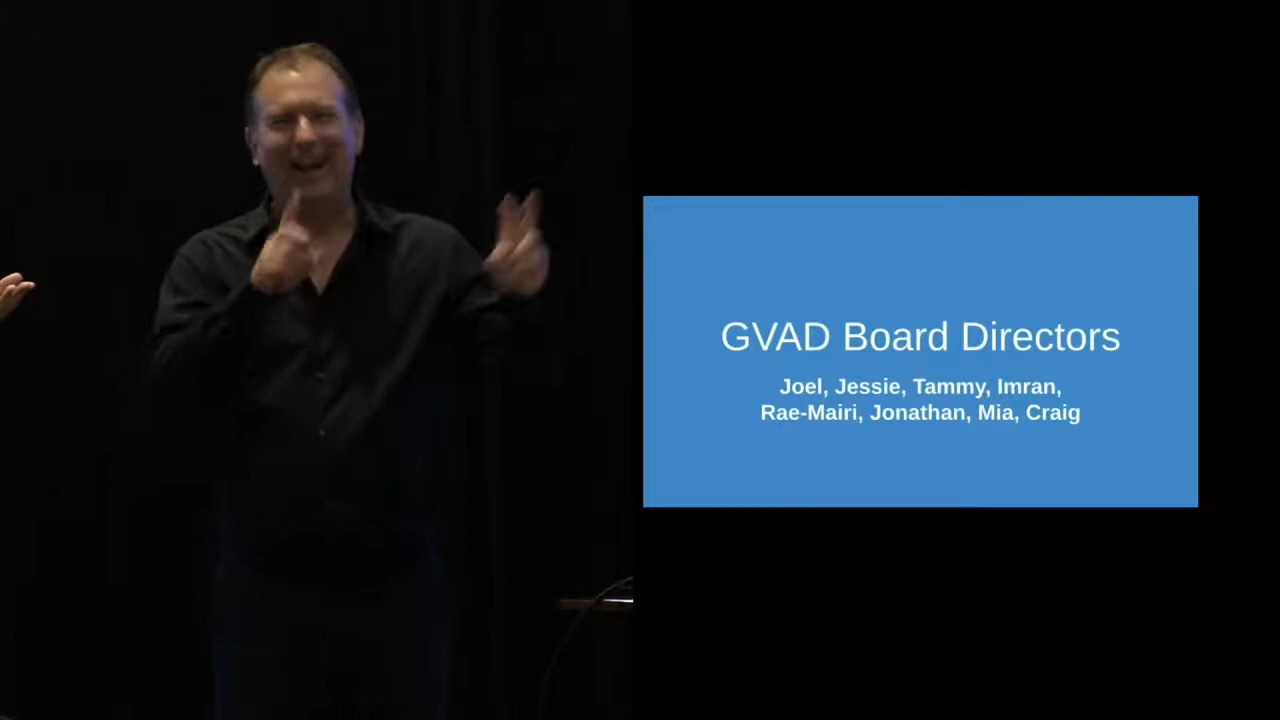 GVAD Board Directors
Joel, Jessie, Tammy, Imran,
Rae-Mairi, Jonathan, Mia, Craig